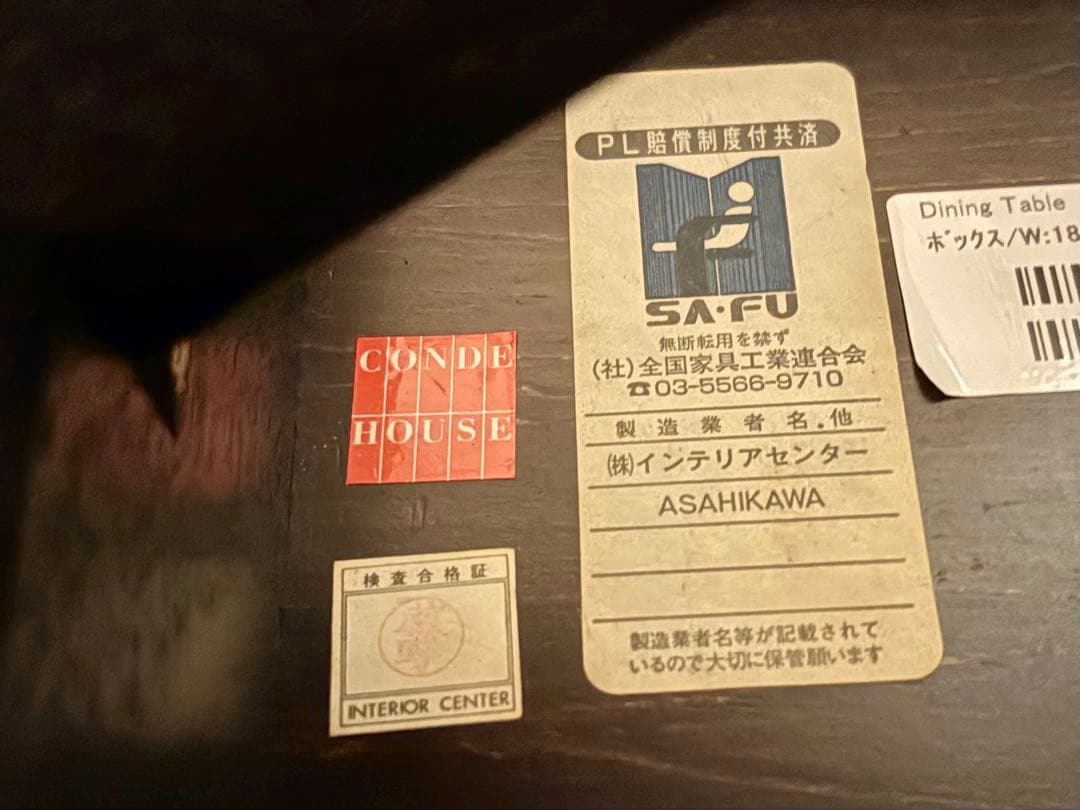 CONDE
HOUSE
検査合格証
INTERIOR CENTER
PL賠償制度付共済
SA・FU
無断転用を禁ず
(社)全国家具工業連合会
☎03-5566-9710
製造業者名.他
(株)インテリアセンター
ASAHIKAWA
製造業者名等が記載されて
いるので大切に保管願います
Dining Table
ボックス/W:18